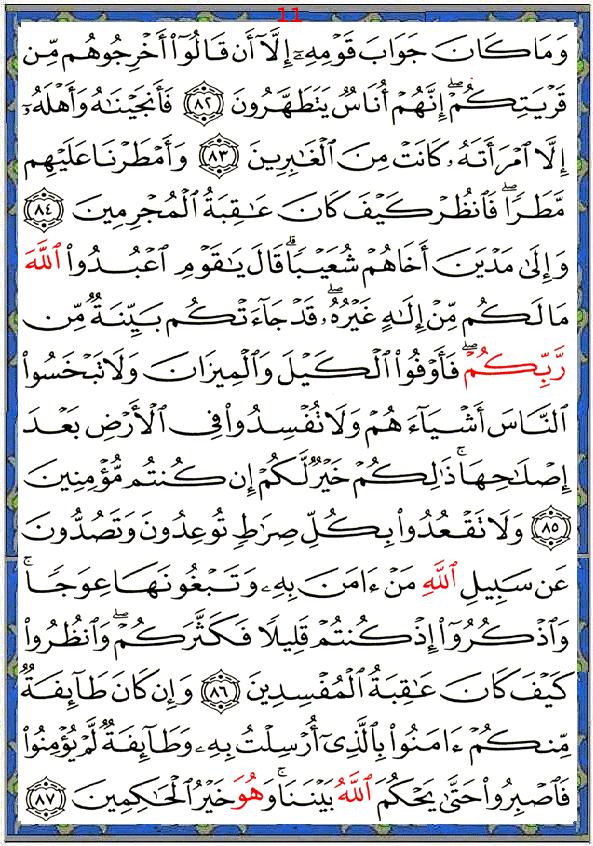 11
وَمَا كَانَ جَوَابَ قَوْمِهِۦٓ إِلَّآ أَن قَالُوٓا۟ أَخْرِجُوهُم مِّن
قَرْيَتِكُمْ ۖ إِنَّهُمْ أُنَاسٌ يَتَطَهَّرُونَ ﴿٨٢﴾ فَأَنجَيْنَٰهُ وَأَهْلَهُۥٓ
إِلَّا ٱمْرَأَتَهُۥ كَانَتْ مِنَ ٱلْغَٰبِرِينَ ﴿٨٣﴾ وَأَمْطَرْنَا عَلَيْهِم
مَّطَرًا ۖ فَٱنظُرْ كَيْفَ كَانَ عَٰقِبَةُ ٱلْمُجْرِمِينَ ﴿٨٤﴾
وَإِلَىٰ مَدْيَنَ أَخَاهُمْ شُعَيْبًا ۗ قَالَ يَٰقَوْمِ ٱعْبُدُوا۟ ٱللَّهَ
مَا لَكُم مِّنْ إِلَٰهٍ غَيْرُهُۥ ۖ قَدْ جَآءَتْكُم بَيِّنَةٌ مِّن
رَّبِّكُمْ ۖ فَأَوْفُوا۟ ٱلْكَيْلَ وَٱلْمِيزَانَ وَلَا تَبْخَسُوا۟
ٱلنَّاسَ أَشْيَآءَهُمْ وَلَا تُفْسِدُوا۟ فِى ٱلْأَرْضِ بَعْدَ
إِصْلَٰحِهَا ۚ ذَٰلِكُمْ خَيْرٌ لَّكُمْ إِن كُنتُم مُّؤْمِنِينَ
﴿٨٥﴾ وَلَا تَقْعُدُوا۟ بِكُلِّ صِرَٰطٍ تُوعِدُونَ وَتَصُدُّونَ
عَن سَبِيلِ ٱللَّهِ مَنْ ءَامَنَ بِهِۦ وَتَبْغُونَهَا عِوَجًا ۚ
وَٱذْكُرُوٓا۟ إِذْ كُنتُمْ قَلِيلًا فَكَثَّرَكُمْ ۖ وَٱنظُرُوا۟
كَيْفَ كَانَ عَٰقِبَةُ ٱلْمُفْسِدِينَ ﴿٨٦﴾ وَإِن كَانَ طَآئِفَةٌ
مِّنكُمْ ءَامَنُوا۟ بِٱلَّذِىٓ أُرْسِلْتُ بِهِۦ وَطَآئِفَةٌ لَّمْ يُؤْمِنُوا۟
فَٱصْبِرُوا۟ حَتَّىٰ يَحْكُمَ ٱللَّهُ بَيْنَنَا ۚ وَهُوَ خَيْرُ ٱلْحَٰكِمِينَ ﴿٨٧﴾